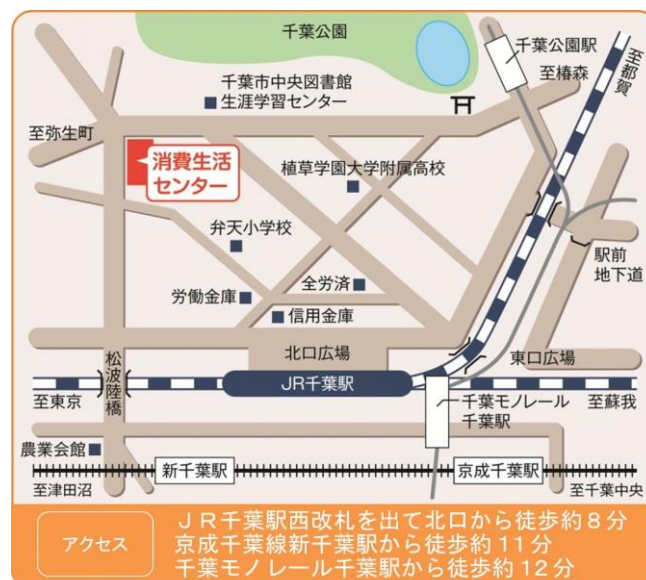 千葉公園
千葉公園駅
至椿森
至都賀
千葉市中央図書館
生涯学習センター
至弥生町
消費生活
センター
植草学園大学附属高校
弁天小学校
駅前
地下道
労働金庫
全労済
信用金庫
松波陸橋
北口広場
東口広場
JR千葉駅
至東京
千葉モノレール
千葉駅
至蘇我
農業会館
新千葉駅
京成千葉駅
至津田沼
至千葉中央
アクセス
JR千葉駅西改札を出て北口から徒歩約8分
京成千葉線新千葉駅から徒歩約11分
千葉モノレール千葉駅から徒歩約12分